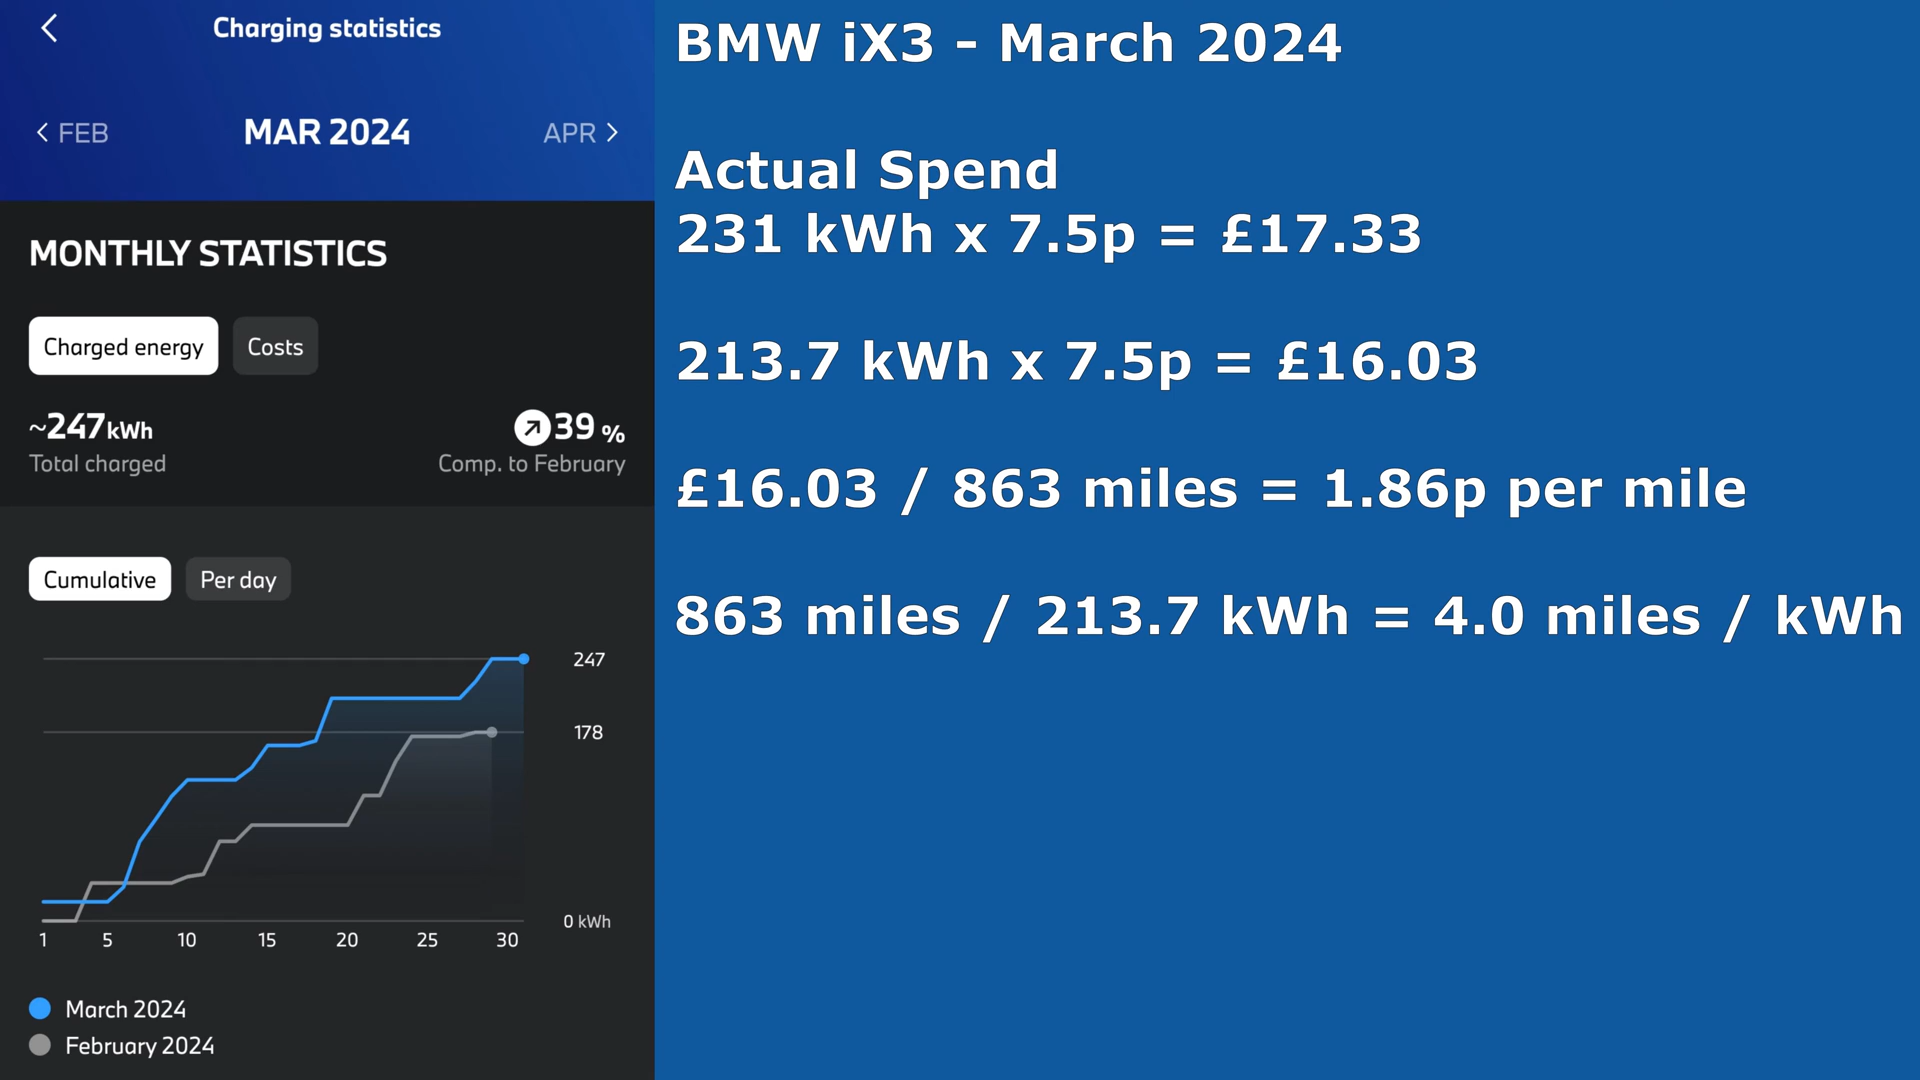 Charging statistics
FEB
MAR 2024
APR
MONTHLY STATISTICS
Charged energy
Costs
~247 kWh
39 %
Total charged
Comp. to February
Cumulative
Per day
247
178
0 kWh
1 5 10 15 20 25 30
March 2024
February 2024
BMW iX3 - March 2024
Actual Spend
231 kWh x 7.5p = £17.33
213.7 kWh x 7.5p = £16.03
£16.03 / 863 miles = 1.86p per mile
863 miles / 213.7 kWh = 4.0 miles / kWh